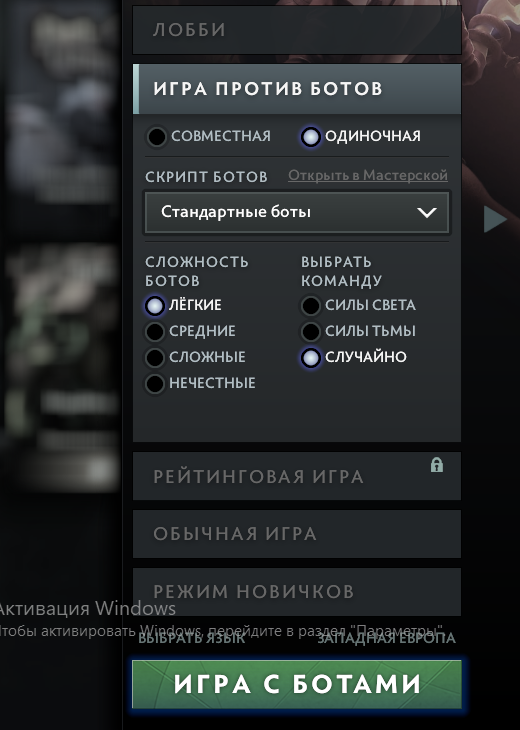 ЛОББИ
ИГРА ПРОТИВ БОТОВ
СОВМЕСТНАЯ ОДИНОЧНАЯ
СКРИПТ БОТОВ Открыть в Мастерской
Стандартные боты
СЛОЖНОСТЬ БОТОВ
ЛЁГКИЕ
СРЕДНИЕ
СЛОЖНЫЕ
НЕЧЕСТНЫЕ
ВЫБРАТЬ КОМАНДУ
СИЛЫ СВЕТА
СИЛЫ ТЬМЫ
СЛУЧАЙНО
РЕЙТИНГОВАЯ ИГРА
ОБЫЧНАЯ ИГРА
РЕЖИМ НОВИЧКОВ
Активация Windows
Чтобы активировать Windows, перейдите в раздел "Параметры".
ВЫБРАТЬ ЯЗЫК ЗАПАДНАЯ ЕВРОПА
ИГРА С БОТАМИ